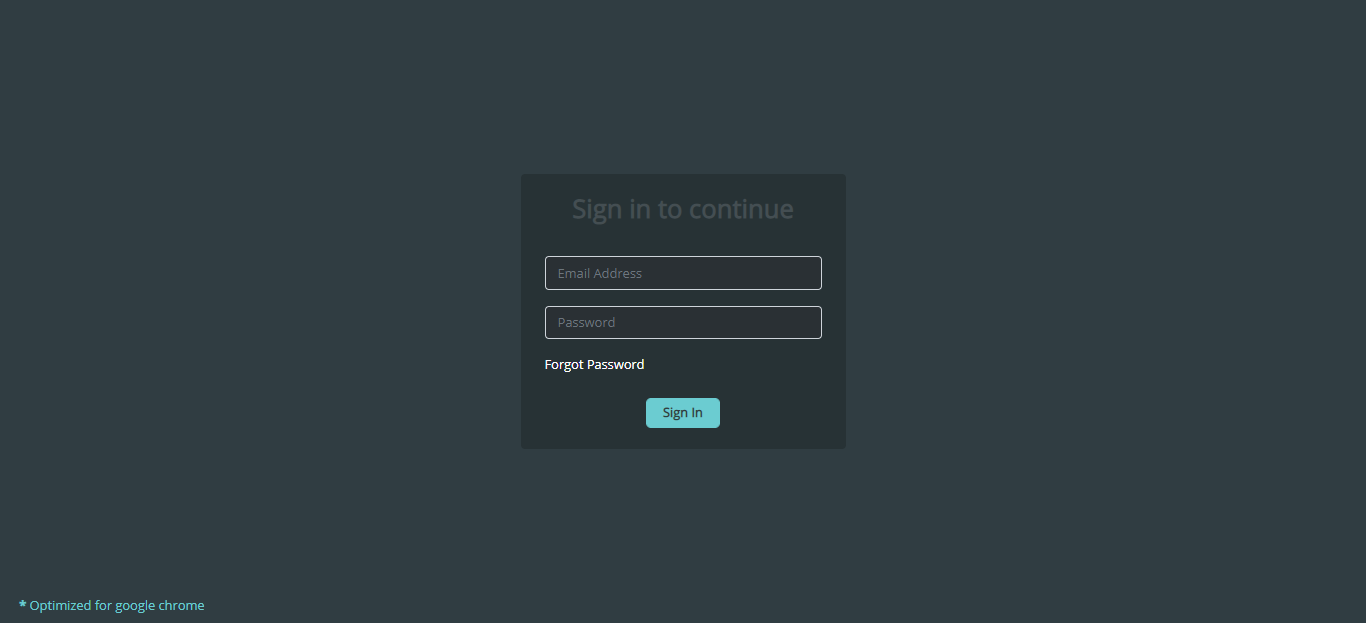 Sign in to continue
Email Address
Password
Forgot Password
Sign In
* Optimized for google chrome